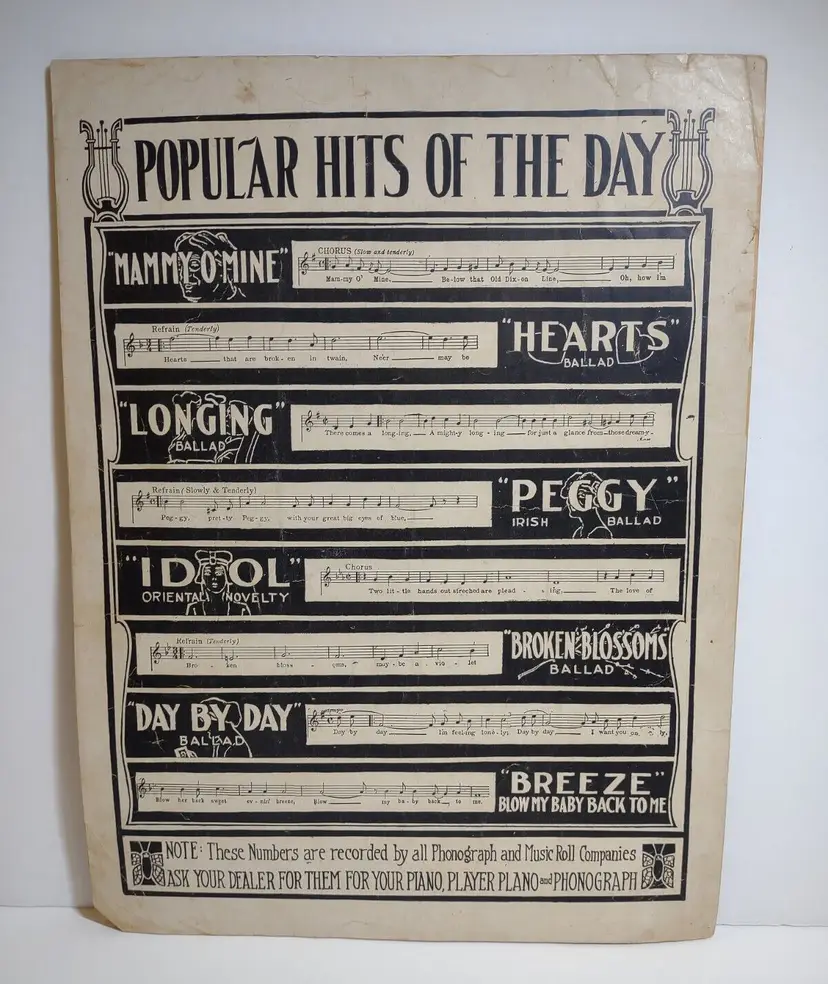 POPULAR HITS OF THE DAY
"MAMMY O' MINE"
CHORUS (Slow and tenderly)
Mam-my O' Mine, Be-low that Old Dix-on Line, Oh, how I'm
Refrain (Tenderly)
Hearts that are brok-en in twain, Ne'er may be
"HEARTS"
BALLAD
"LONGING"
BALLAD
There comes a long-ing, A might-y long-ing for just a glance from those dreamy-
Refrain (Slowly & Tenderly)
Peg-gy, pret-ty Peg-gy, with your great big eyes of blue,
"PEGGY"
IRISH BALLAD
"IDOL"
ORIENTAL NOVELTY
Chorus
Two lit-tle hands out streched are plead - ing, The love of
Refrain (Tenderly)
Bro - ken bloss - oms, may-be a vio-let
"BROKEN BLOSSOMS"
BALLAD
"DAY BY DAY"
BALLAD
Day by day I'm feel-ing lone-ly; Day by day I want you on ly,
Blow her back sweet ev-nin' breeze, Blow my ba-by back to me.
"BREEZE"
BLOW MY BABY BACK TO ME
NOTE: These Numbers are recorded by all Phonograph and Music Roll Companies
ASK YOUR DEALER FOR THEM FOR YOUR PIANO, PLAYER PLANO and PHONOGRAPH